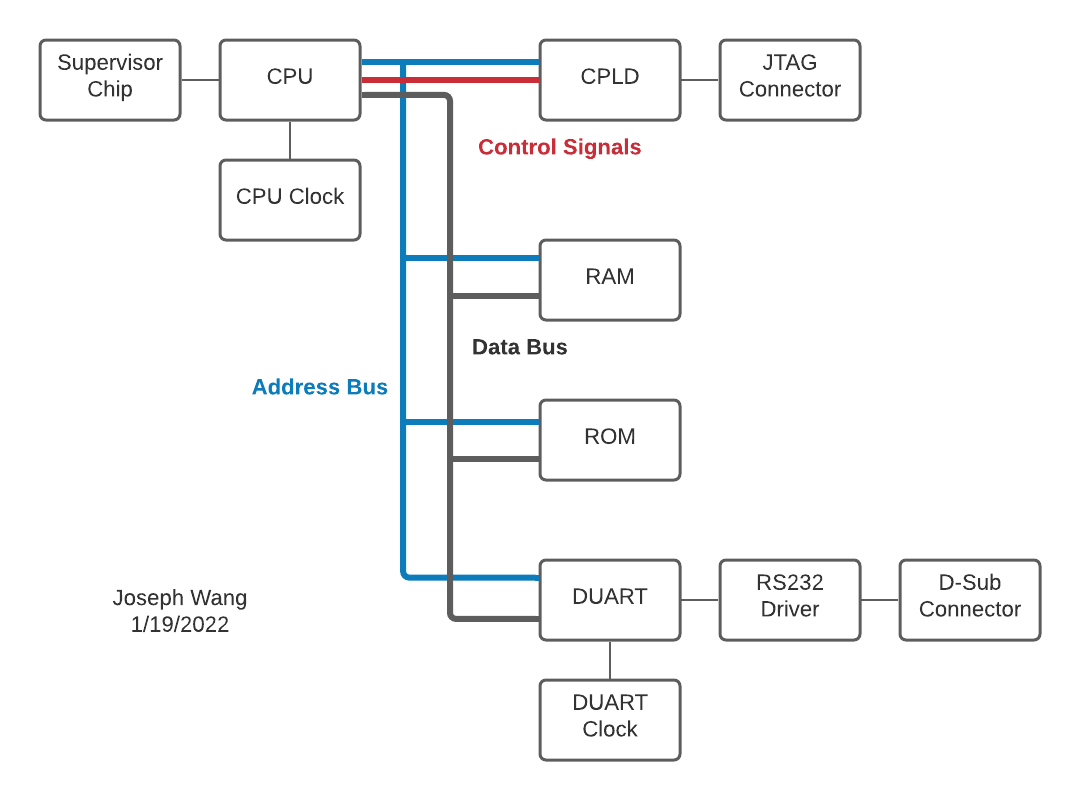 Supervisor
Chip
CPU
CPLD
JTAG
Connector
Control Signals
CPU Clock
RAM
Data Bus
Address Bus
ROM
DUART
RS232
Driver
D-Sub
Connector
Joseph Wang
1/19/2022
DUART
Clock